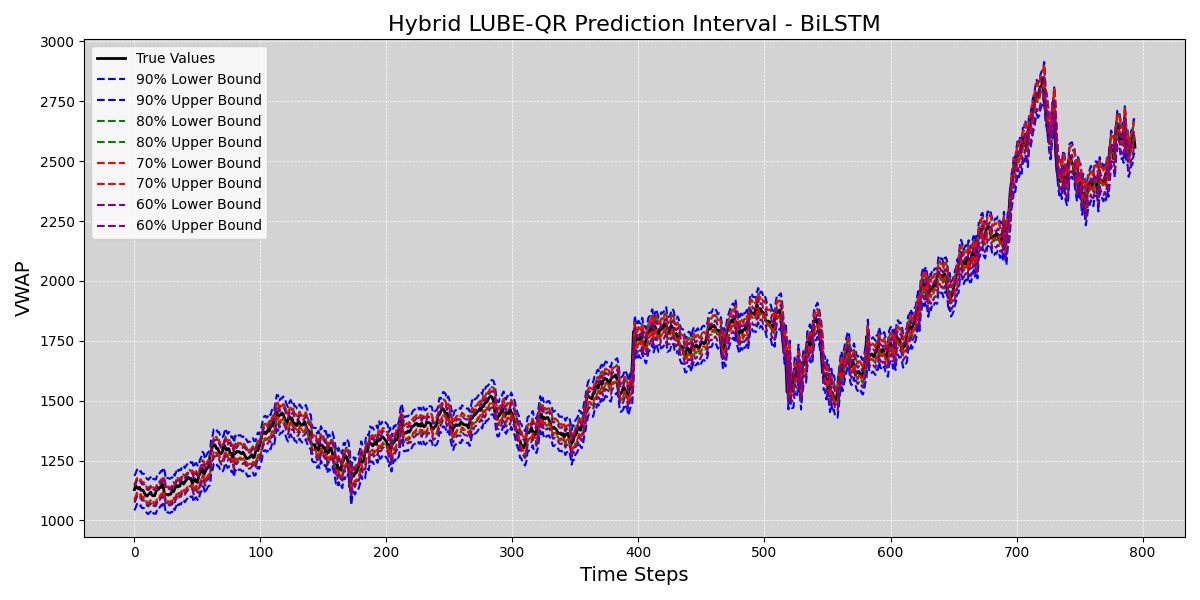 Hybrid LUBE-QR Prediction Interval - BiLSTM
True Values
90% Lower Bound
90% Upper Bound
80% Lower Bound
80% Upper Bound
70% Lower Bound
70% Upper Bound
60% Lower Bound
60% Upper Bound
VWAP
3000
2750
2500
2250
2000
1750
1500
1250
1000
0 100 200 300 400 500 600 700 800
Time Steps